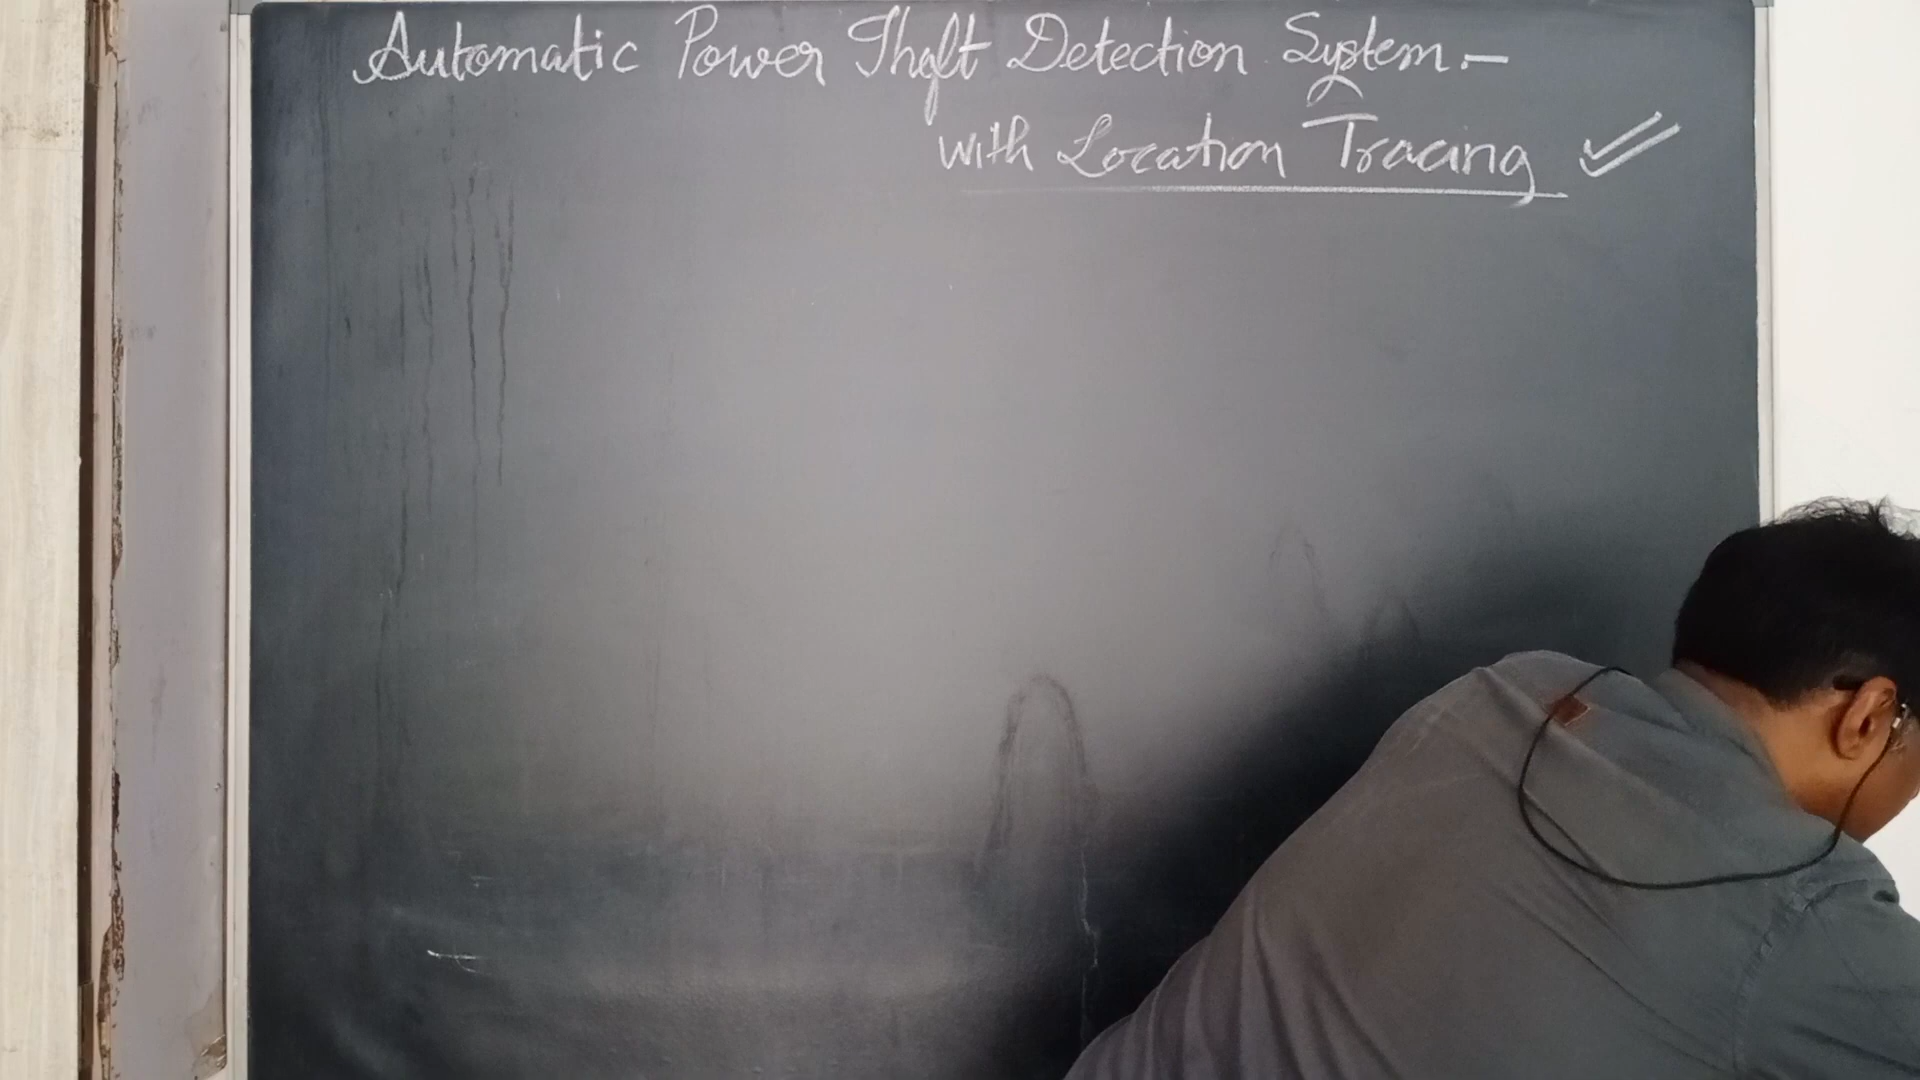 Automatic Power Theft Detection System:-
with Location Tracing